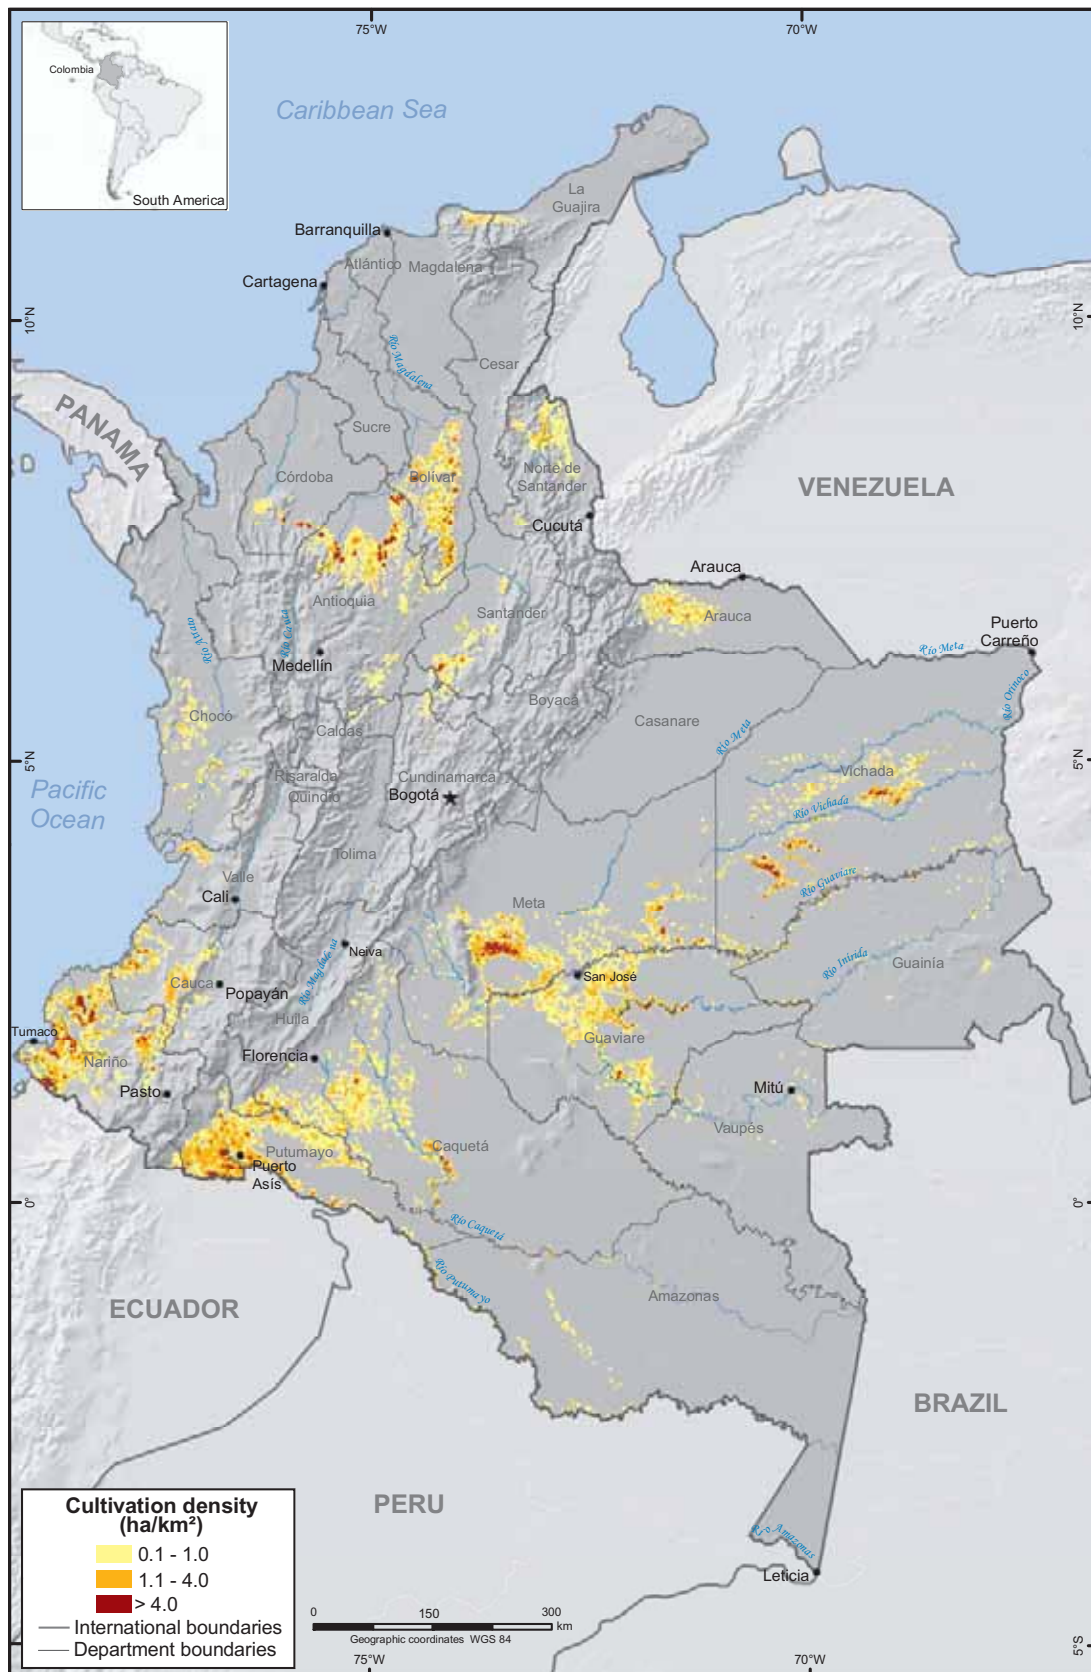 75°W
70°W
Colombia
South America
Caribbean Sea
La
Guajira
Barranquilla
Atlántico
Magdalena
Cartagena
10°N
10°N
Río Magdalena
Cesar
PANAMA
Sucre
Córdoba
Bolívar
Norte de
Santander
VENEZUELA
Cucutá
Arauca
Antioquia
Santander
Arauca
Río Atrato
Río Cauca
Puerto
Carreño
Río Meta
Medellín
Río Orinoco
Boyacá
Chocó
Casanare
Caldas
Río Meta
5°N
5°N
Vichada
Risaralda
Cundinamarca
Pacific
Ocean
Quindio
Bogotá
Río Vichada
Tolima
Valle
Río Guaviare
Cali
Meta
Neiva
Río Magdalena
San José
Río Inírida
Guainía
Cauca
Popayán
Huila
Tumaco
Nariño
Florencia
Guaviare
Pasto
Mitú
Vaupés
Putumayo
Caquetá
Puerto
Asís
0°
0°
Río Caquetá
Río Putumayo
ECUADOR
Amazonas
BRAZIL
PERU
Río Amazonas
Leticia
Cultivation density
(ha/km²)
0.1 - 1.0
1.1 - 4.0
> 4.0
International boundaries
Department boundaries
0 150 300
km
Geographic coordinates WGS 84
5°S
75°W
70°W